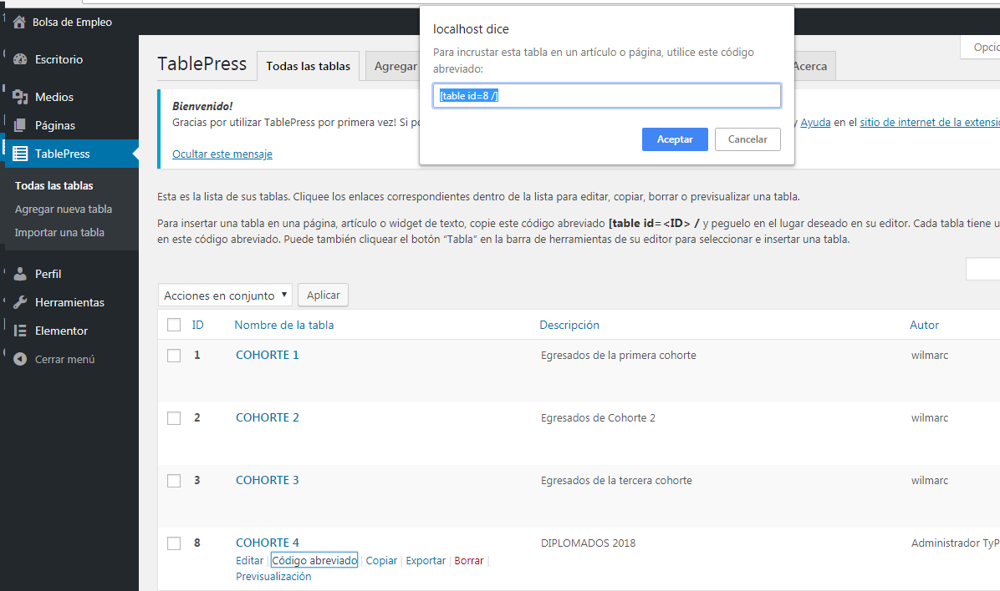 Bolsa de Empleo
Escritorio
Medios
Páginas
TablePress
Todas las tablas
Agregar nueva tabla
Importar una tabla
Perfil
Herramientas
Elementor
Cerrar menú
localhost dice
Para incrustar esta tabla en un artículo o página, utilice este código
abreviado:
[table id=8 /]
Aceptar
Cancelar
TablePress
Todas las tablas
Agregar
Acerca
Opcio
Bienvenido!
Gracias por utilizar TablePress por primera vez! Si po y Ayuda en el sitio de internet de la extensió
Ocultar este mensaje
Esta es la lista de sus tablas. Cliquee los enlaces correspondientes dentro de la lista para editar, copiar, borrar o previsualizar una tabla.
Para insertar una tabla en una página, artículo o widget de texto, copie este código abreviado [table id=<ID> / y peguelo en el lugar deseado en su editor. Cada tabla tiene u
en este código abreviado. Puede también cliquear el botón “Tabla” en la barra de herramientas de su editor para seleccionar e insertar una tabla.
Acciones en conjunto
Aplicar
ID Nombre de la tabla Descripción Autor
1 COHORTE 1 Egresados de la primera cohorte wilmarc
2 COHORTE 2 Egresados de Cohorte 2 wilmarc
3 COHORTE 3 Egresados de la tercera cohorte wilmarc
8 COHORTE 4 DIPLOMADOS 2018 Administrador TyP
Editar | Código abreviado | Copiar | Exportar | Borrar |
Previsualización